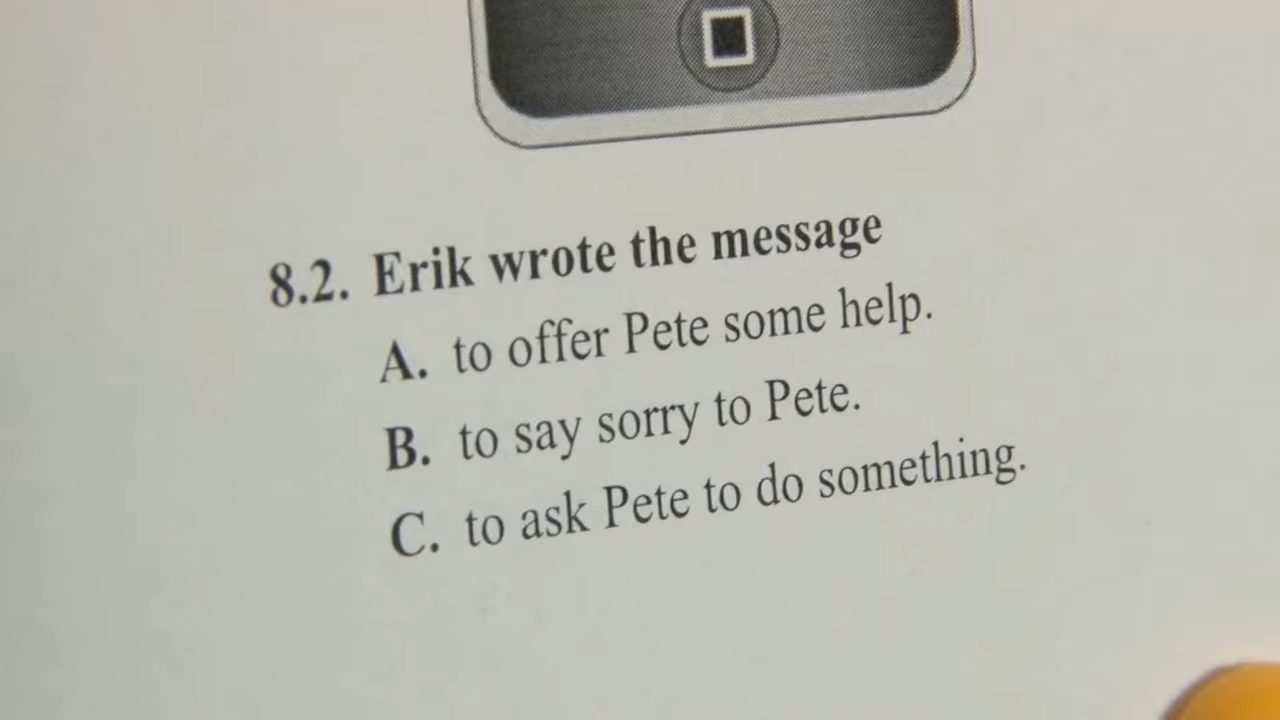 8.2. Erik wrote the message
A. to offer Pete some help.
B. to say sorry to Pete.
C. to ask Pete to do something.